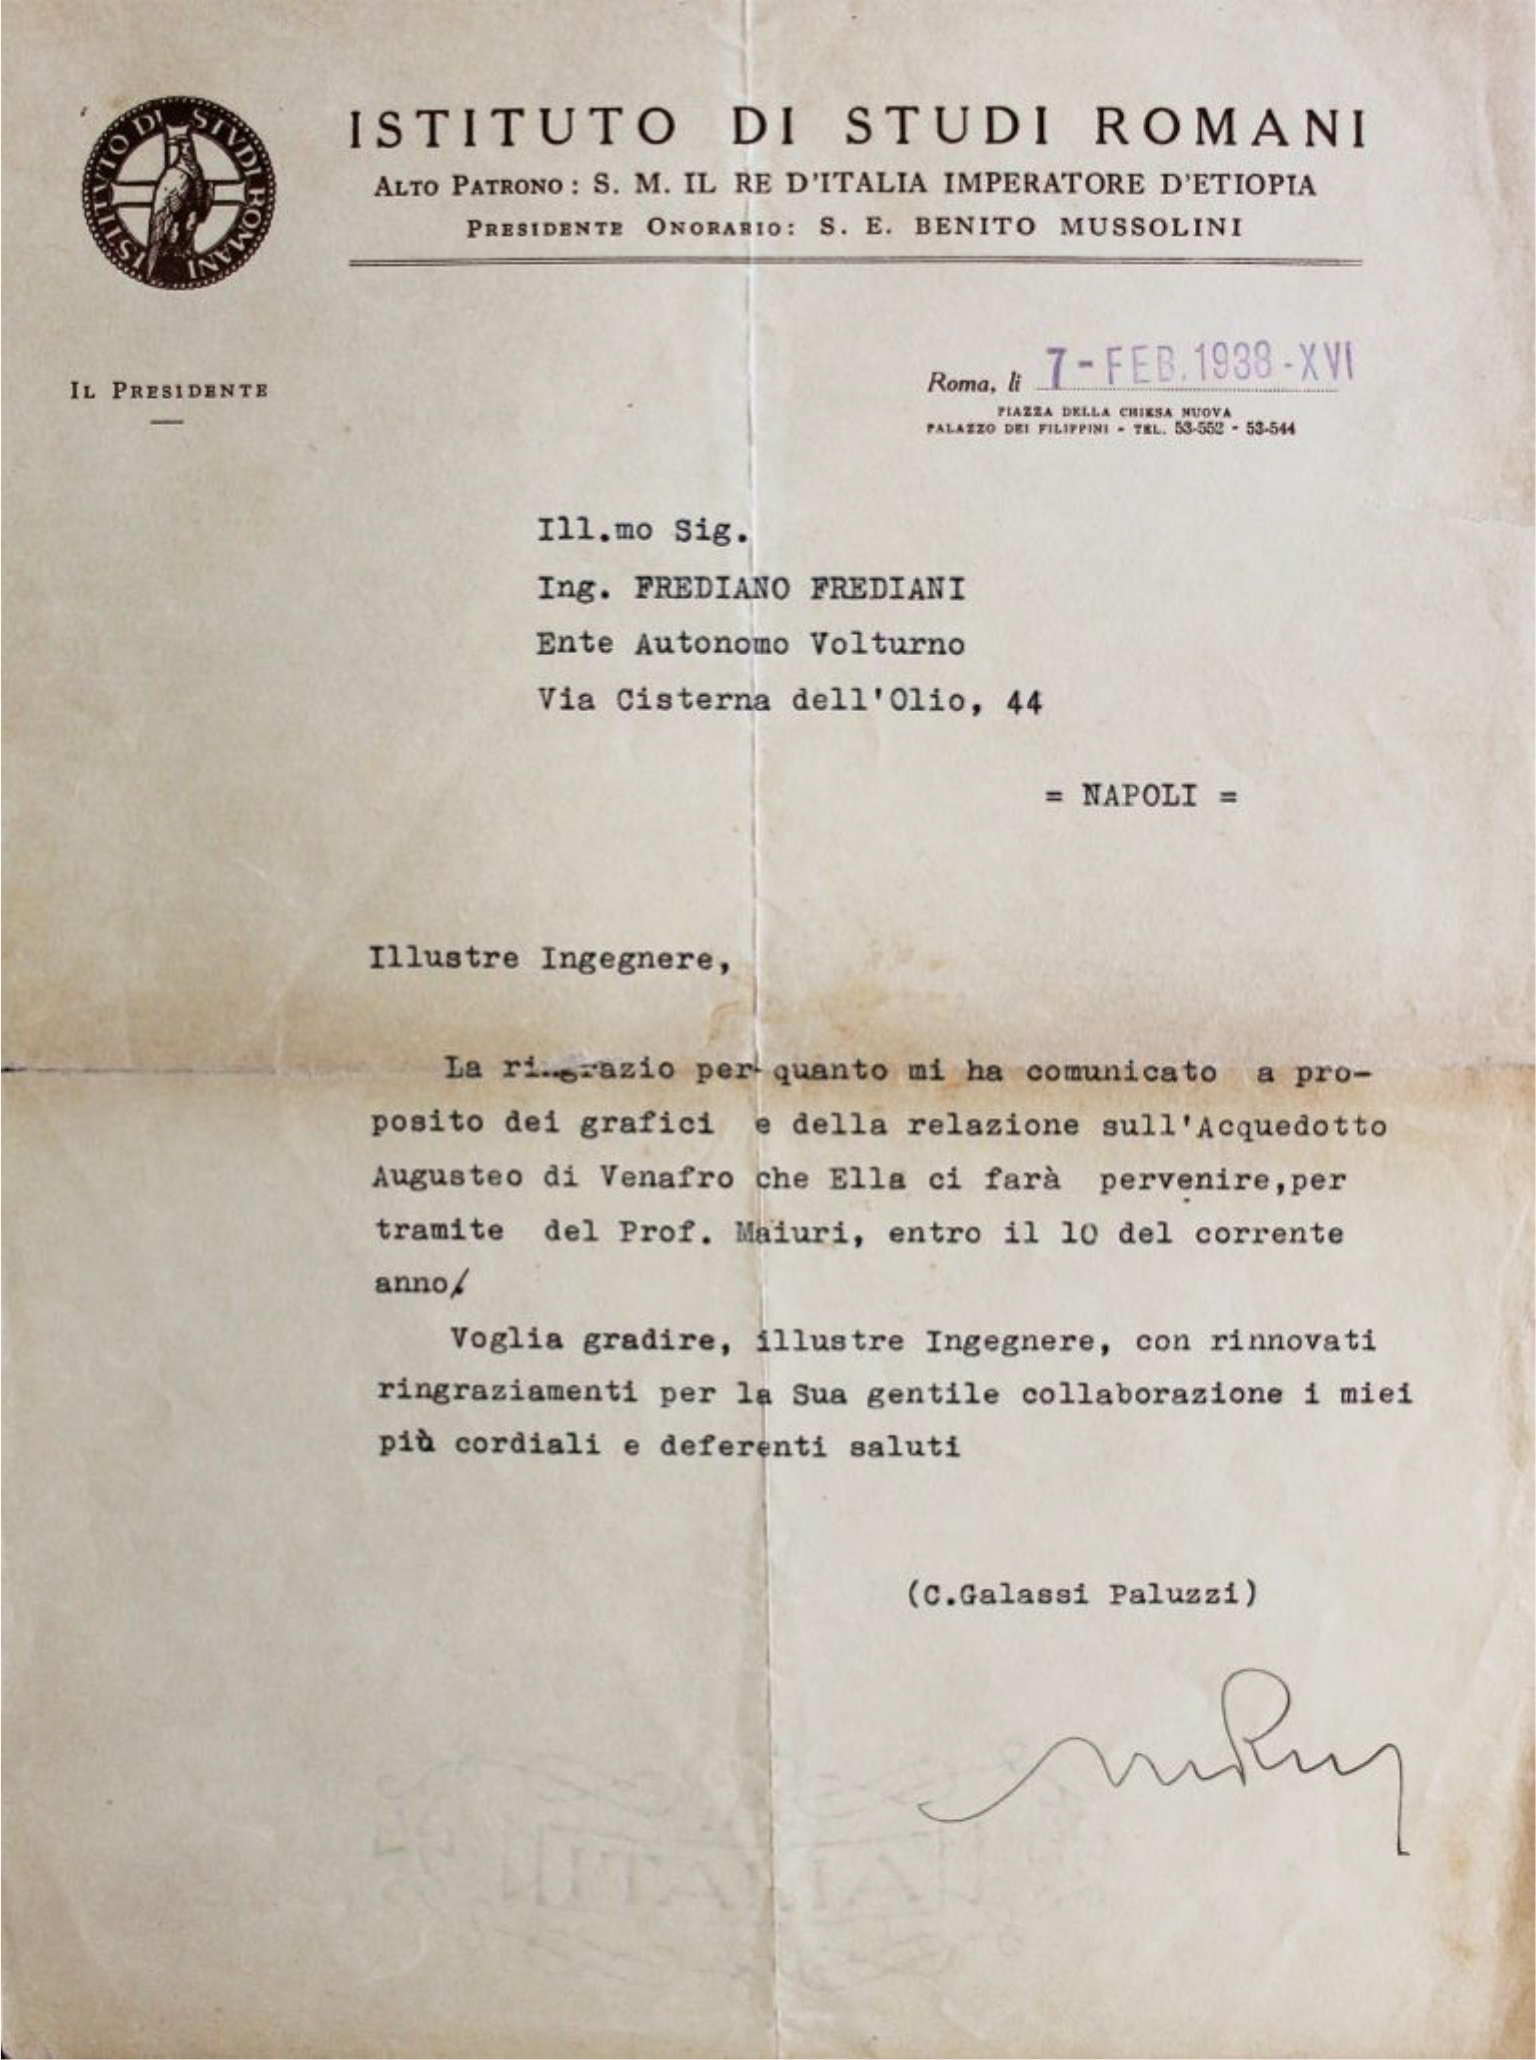 ISTITUTO DI STVDI ROMANI
ISTITUTO DI STUDI ROMANI
ALTO PATRONO: S. M. IL RE D'ITALIA IMPERATORE D'ETIOPIA
PRESIDENTE ONORARIO: S. E. BENITO MUSSOLINI
IL PRESIDENTE
Roma, li 7-FEB.1938-XVI
PIAZZA DELLA CHIESA NUOVA
PALAZZO DEI FILIPPINI - TEL. 53-552 - 53-544
Ill.mo Sig.
Ing. FREDIANO FREDIANI
Ente Autonomo Volturno
Via Cisterna dell'Olio, 44
= NAPOLI =
Illustre Ingegnere,
La ringrazio per quanto mi ha comunicato a pro-
posito dei grafici e della relazione sull'Acquedotto
Augusteo di Venafro che Ella ci farà pervenire,per
tramite del Prof. Maiuri, entro il 10 del corrente
anno.
Voglia gradire, illustre Ingegnere, con rinnovati
ringraziamenti per la Sua gentile collaborazione i miei
più cordiali e deferenti saluti
(C.Galassi Paluzzi)